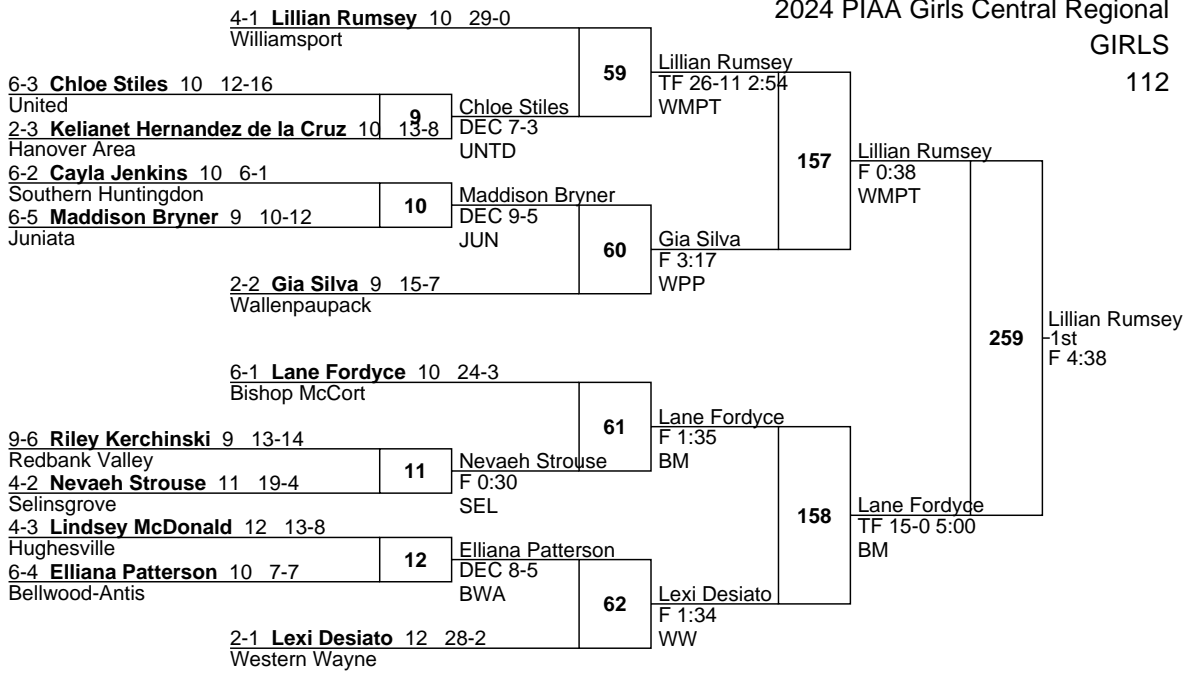 2024 PIAA Girls Central Regional
GIRLS
112
4-1 Lillian Rumsey 10 29-0
Williamsport
6-3 Chloe Stiles 10 12-16
United
2-3 Kelianet Hernandez de la Cruz 10 13-8
Hanover Area
6-2 Cayla Jenkins 10 6-1
Southern Huntingdon
6-5 Maddison Bryner 9 10-12
Juniata
2-2 Gia Silva 9 15-7
Wallenpaupack
6-1 Lane Fordyce 10 24-3
Bishop McCort
9-6 Riley Kerchinski 9 13-14
Redbank Valley
4-2 Nevaeh Strouse 11 19-4
Selinsgrove
4-3 Lindsey McDonald 12 13-8
Hughesville
6-4 Elliana Patterson 10 7-7
Bellwood-Antis
2-1 Lexi Desiato 12 28-2
Western Wayne
9
Chloe Stiles
DEC 7-3
UNTD
10
Maddison Bryner
DEC 9-5
JUN
11
Nevaeh Strouse
F 0:30
SEL
12
Elliana Patterson
DEC 8-5
BWA
59
Lillian Rumsey
TF 26-11 2:54
WMPT
60
Gia Silva
F 3:17
WPP
61
Lane Fordyce
F 1:35
BM
62
Lexi Desiato
F 1:34
WW
157
Lillian Rumsey
F 0:38
WMPT
158
Lane Fordyce
TF 15-0 5:00
BM
259
Lillian Rumsey
1st
F 4:38